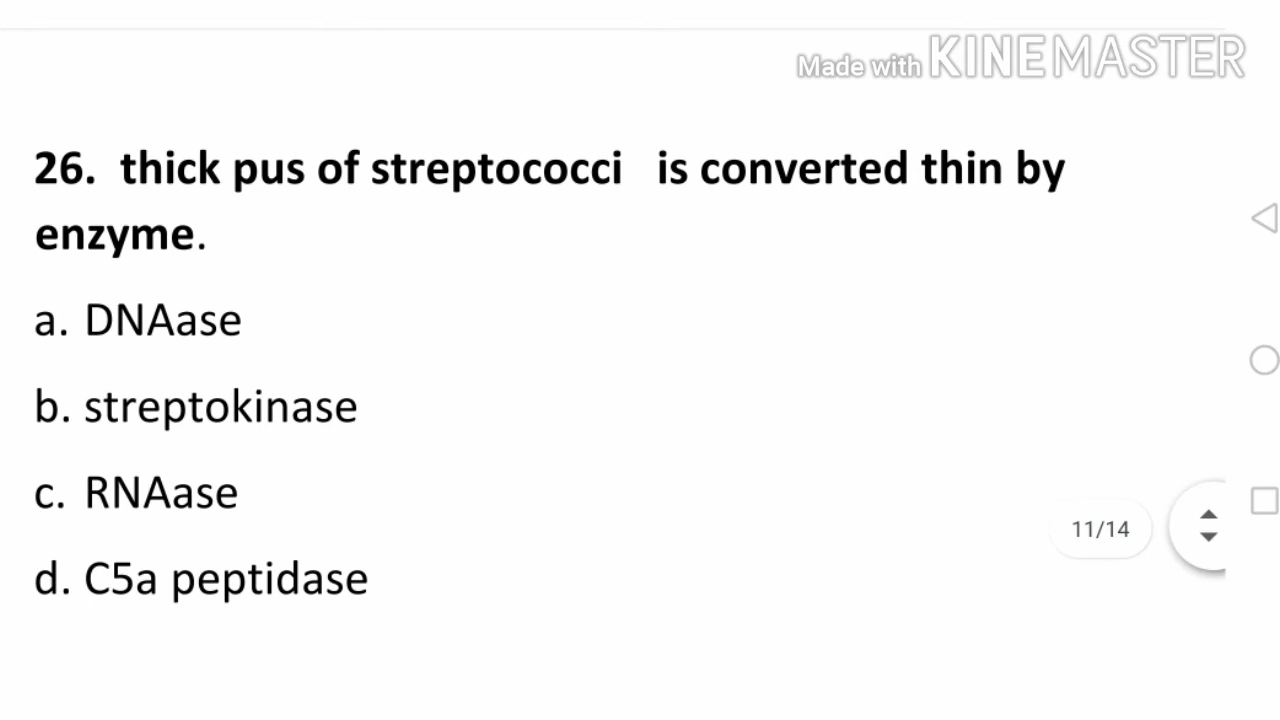 Made with KINEMASTER
26. thick pus of streptococci is converted thin by
enzyme.
a. DNAase
b. streptokinase
c. RNAase
11/14
d. C5a peptidase